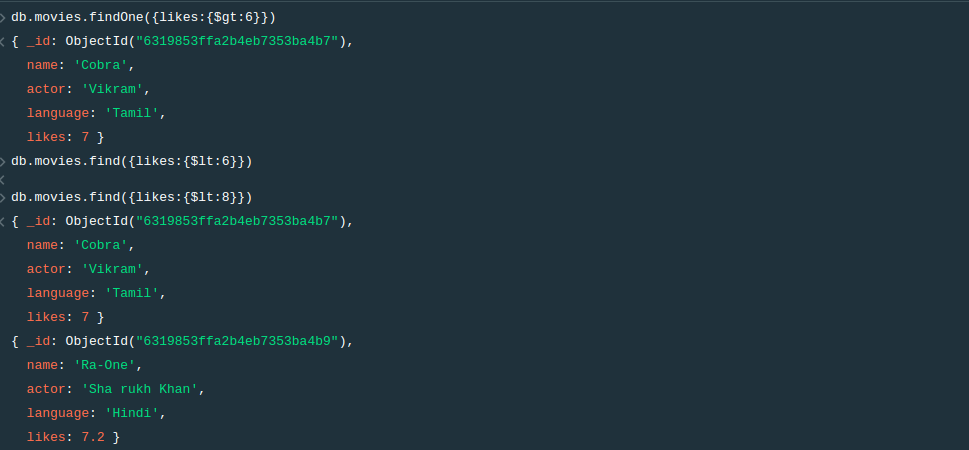 db.movies.findOne({likes:{$gt:6}})
{ _id: ObjectId("6319853ffa2b4eb7353ba4b7"),
  name: 'Cobra',
  actor: 'Vikram',
  language: 'Tamil',
  likes: 7 }
db.movies.find({likes:{$lt:6}})
db.movies.find({likes:{$lt:8}})
{ _id: ObjectId("6319853ffa2b4eb7353ba4b7"),
  name: 'Cobra',
  actor: 'Vikram',
  language: 'Tamil',
  likes: 7 }
{ _id: ObjectId("6319853ffa2b4eb7353ba4b9"),
  name: 'Ra-One',
  actor: 'Sha rukh Khan',
  language: 'Hindi',
  likes: 7.2 }